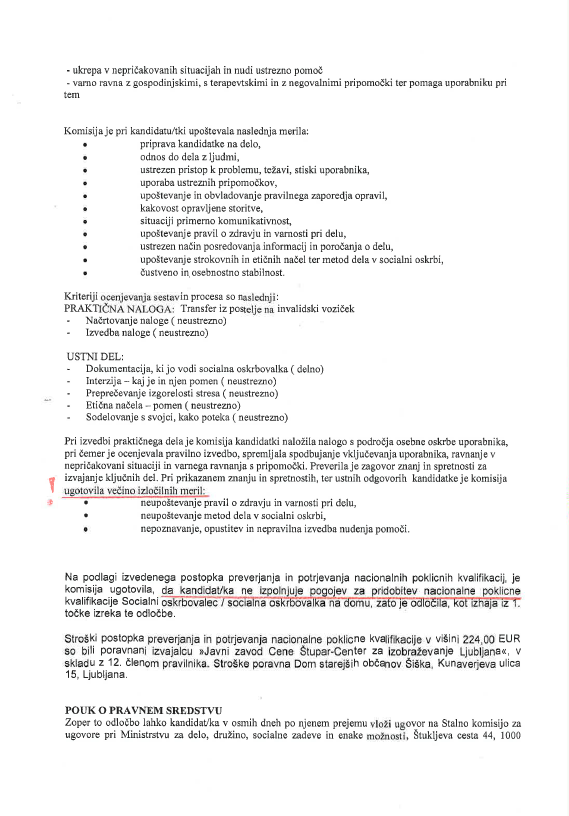 - ukrepa v nepričakovanih situacijah in nudi ustrezno pomoč
- varno ravna z gospodinjskimi, s terapevtskimi in z negovalnimi pripomočki ter pomaga uporabniku pri
tem
Komisija je pri kandidatu/tki upoštevala naslednja merila:
• priprava kandidatke na delo,
• odnos do dela z ljudmi,
• ustrezen pristop k problemu, težavi, stiski uporabnika,
• uporaba ustreznih pripomočkov,
• upoštevanje in obvladovanje pravilnega zaporedja opravil,
• kakovost opravljene storitve,
• situaciji primerno komunikativnost,
• upoštevanje pravil o zdravju in varnosti pri delu,
• ustrezen način posredovanja informacij in poročanja o delu,
• upoštevanje strokovnih in etičnih načel ter metod dela v socialni oskrbi,
• čustveno in osebnostno stabilnost.
Kriteriji ocenjevanja sestavin procesa so naslednji:
PRAKTIČNA NALOGA: Transfer iz postelje na invalidski voziček
- Načrtovanje naloge ( neustrezno)
- Izvedba naloge ( neustrezno)
USTNI DEL:
- Dokumentacija, ki jo vodi socialna oskrbovalka ( delno)
- Interzija – kaj je in njen pomen ( neustrezno)
- Preprečevanje izgorelosti stresa ( neustrezno)
- Etična načela – pomen ( neustrezno)
- Sodelovanje s svojci, kako poteka ( neustrezno)
Pri izvedbi praktičnega dela je komisija kandidatki naložila nalogo s področja osebne oskrbe uporabnika,
pri čemer je ocenjevala pravilno izvedbo, spremljala spodbujanje vključevanja uporabnika, ravnanje v
nepričakovani situaciji in varnega ravnanja s pripomočki. Preverila je zagovor znanj in spretnosti za
izvajanje ključnih del. Pri prikazanem znanju in spretnostih, ter ustnih odgovorih kandidatke je komisija
ugotovila večino izločilnih meril:
• neupoštevanje pravil o zdravju in varnosti pri delu,
• neupoštevanje metod dela v socialni oskrbi,
• nepoznavanje, opustitev in nepravilna izvedba nudenja pomoči.
Na podlagi izvedenega postopka preverjanja in potrjevanja nacionalnih poklicnih kvalifikacij, je
komisija ugotovila, da kandidat/ka ne izpolnjuje pogojev za pridobitev nacionalne poklicne
kvalifikacije Socialni oskrbovalec / socialna oskrbovalka na domu, zato je odločila, kot izhaja iz 1.
točke izreka te odločbe.
Stroški postopka preverjanja in potrjevanja nacionalne poklicne kvalifikacije v višini 224,00 EUR
so bili poravnani izvajalcu »Javni zavod Cene Štupar-Center za izobraževanje Ljubljana«, v
skladu z 12. členom pravilnika. Stroške poravna Dom starejših občanov Šiška, Kunaverjeva ulica
15, Ljubljana.
POUK O PRAVNEM SREDSTVU
Zoper to odločbo lahko kandidat/ka v osmih dneh po njenem prejemu vloži ugovor na Stalno komisijo za
ugovore pri Ministrstvu za delo, družino, socialne zadeve in enake možnosti, Štukljeva cesta 44, 1000